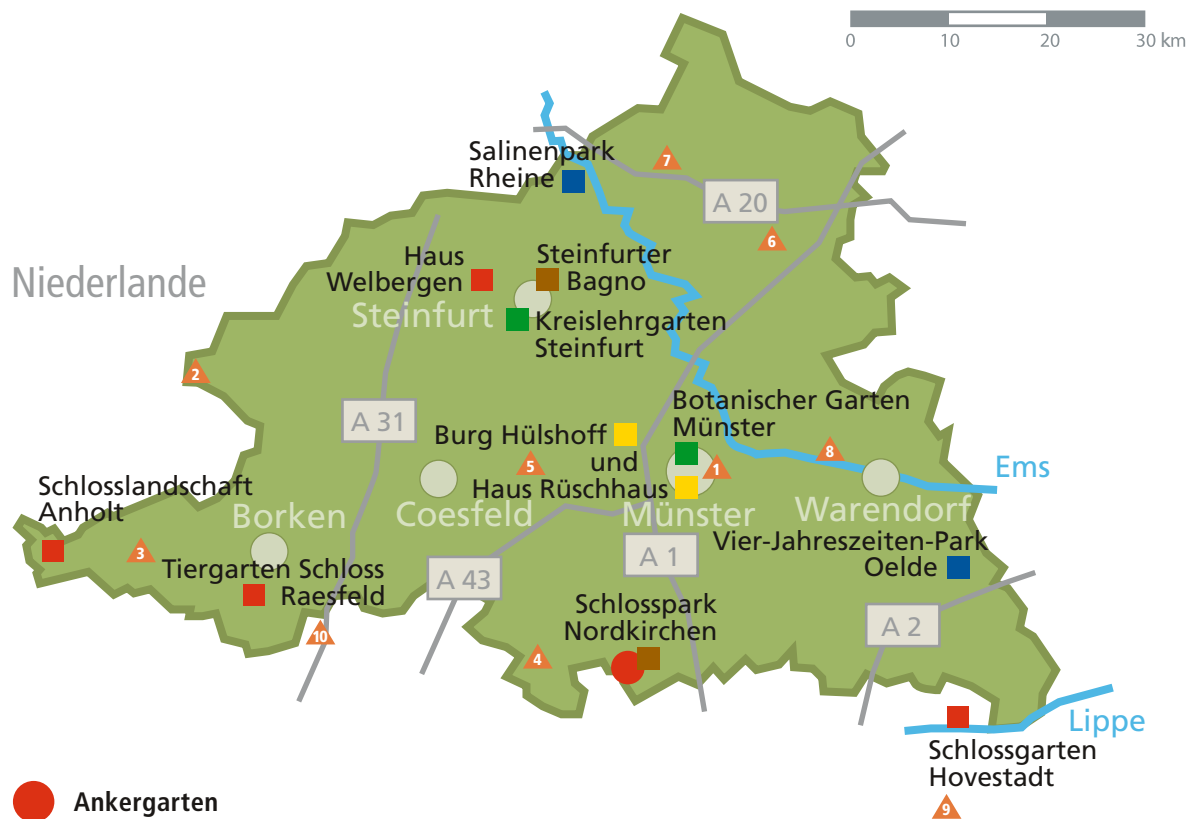 0 10 20 30 km
7
Salinenpark
Rheine
A 20
6
Haus
Welbergen
Steinfurter
Bagno
Niederlande
Steinfurt
Kreislehrgarten
Steinfurt
2
A 31
Botanischer Garten
Münster
Burg Hülshoff
und
Haus Rüschhaus
5
1
8
Ems
Schlosslandschaft
Anholt
Borken
Coesfeld
Münster
Warendorf
3
Tiergarten Schloss
Raesfeld
A 43
A 1
Vier-Jahreszeiten-Park
Oelde
Schlosspark
Nordkirchen
A 2
10
4
Lippe
Schlossgarten
Hovestadt
9
Ankergarten